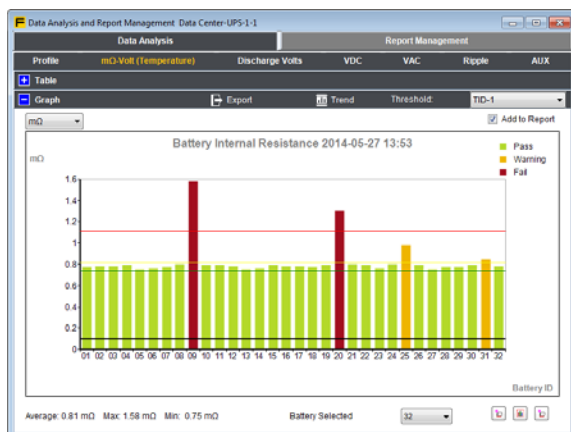 Data Analysis and Report Management Data Center-UPS-1-1
Data Analysis Report Management
Profile mΩ-Volt (Temperature) Discharge Volts VDC VAC Ripple AUX
Table
Graph Export Trend Threshold: TID-1
mΩ Add to Report
Battery Internal Resistance 2014-05-27 13:53
mΩ
Pass
Warning
Fail
1.6
1.4
1.2
1
0.8
0.6
0.4
0.2
0
01 02 03 04 05 06 07 08 09 10 11 12 13 14 15 16 17 18 19 20 21 22 23 24 25 26 27 28 29 30 31 32
Battery ID
Average: 0.81 mΩ Max: 1.58 mΩ Min: 0.75 mΩ Battery Selected 32